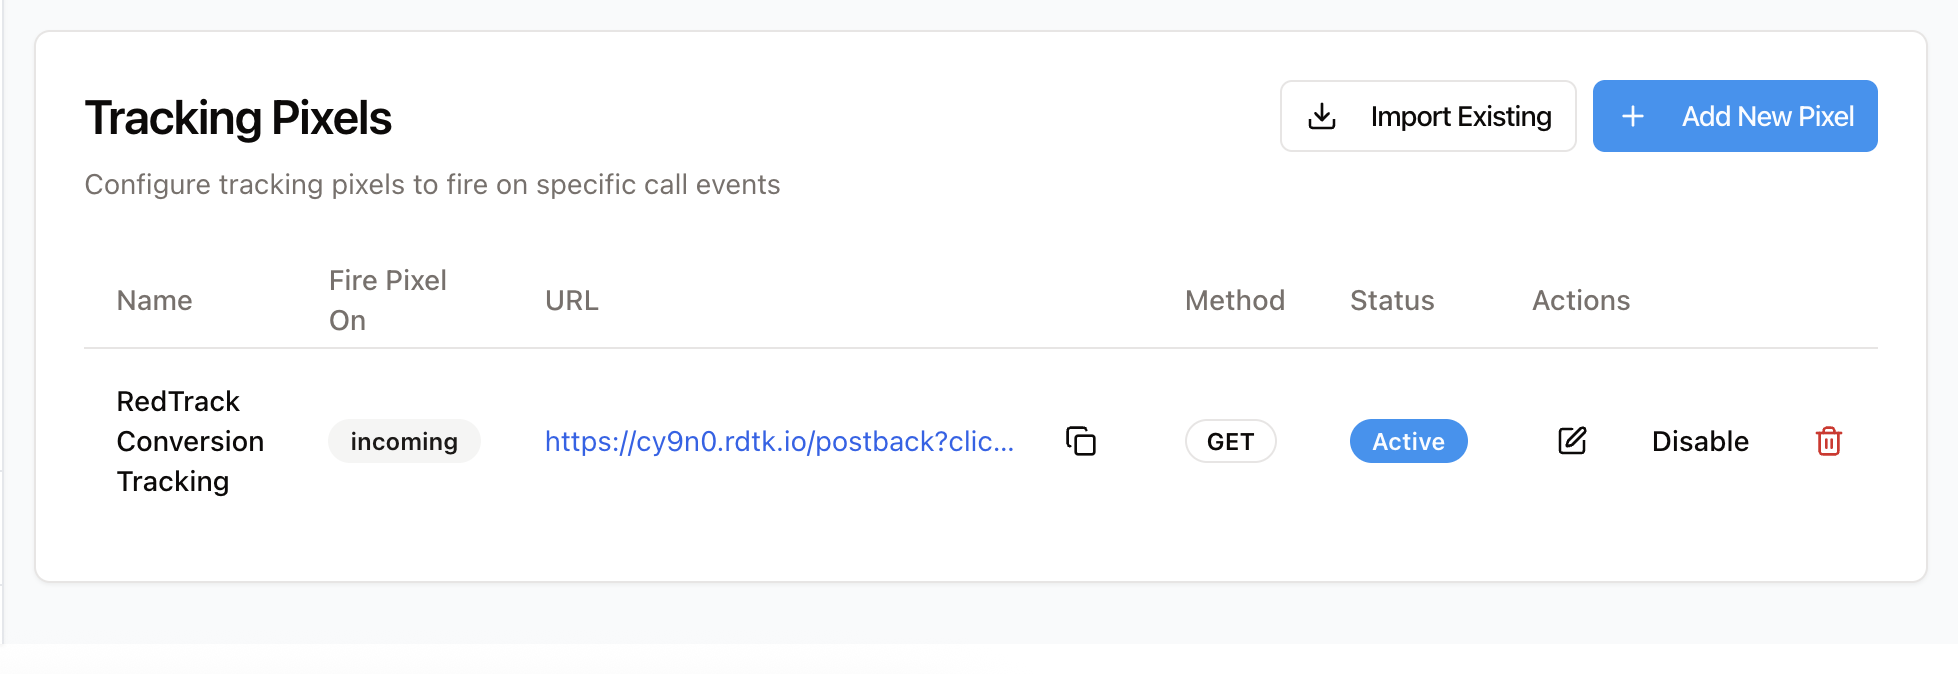 Tracking Pixels
Import Existing
Add New Pixel
Configure tracking pixels to fire on specific call events
Name
Fire Pixel
On
URL
Method
Status
Actions
RedTrack
Conversion
Tracking
incoming
https://cy9n0.rdtk.io/postback?clic...
GET
Active
Disable